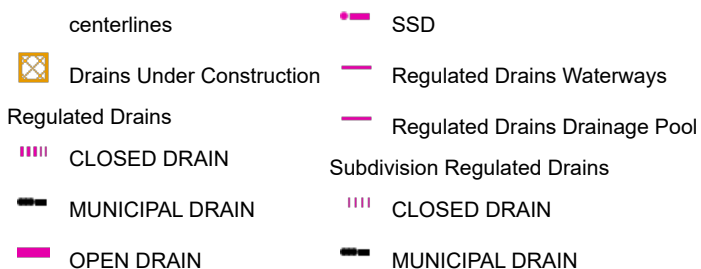 centerlines
Drains Under Construction
Regulated Drains
CLOSED DRAIN
MUNICIPAL DRAIN
OPEN DRAIN
SSD
Regulated Drains Waterways
Regulated Drains Drainage Pool
Subdivision Regulated Drains
CLOSED DRAIN
MUNICIPAL DRAIN